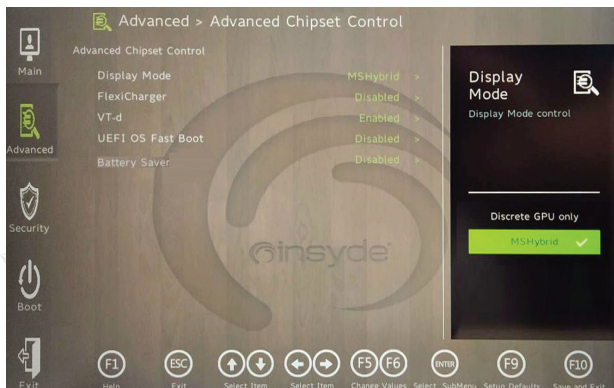 Advanced > Advanced Chipset Control
Main
Advanced
Security
Boot
Exit
Advanced Chipset Control
Display Mode MSHybrid >
FlexiCharger Disabled >
VT-d Enabled >
UEFI OS Fast Boot Disabled >
Battery Saver Disabled >
Display
Mode
Display Mode control
Discrete GPU only
MSHybrid
insyde
F1 ESC F5 F6 ENTER F9 F10
Help Exit Select Item Select Item Change Values Select SubMenu Setup Defaults Save and Exit